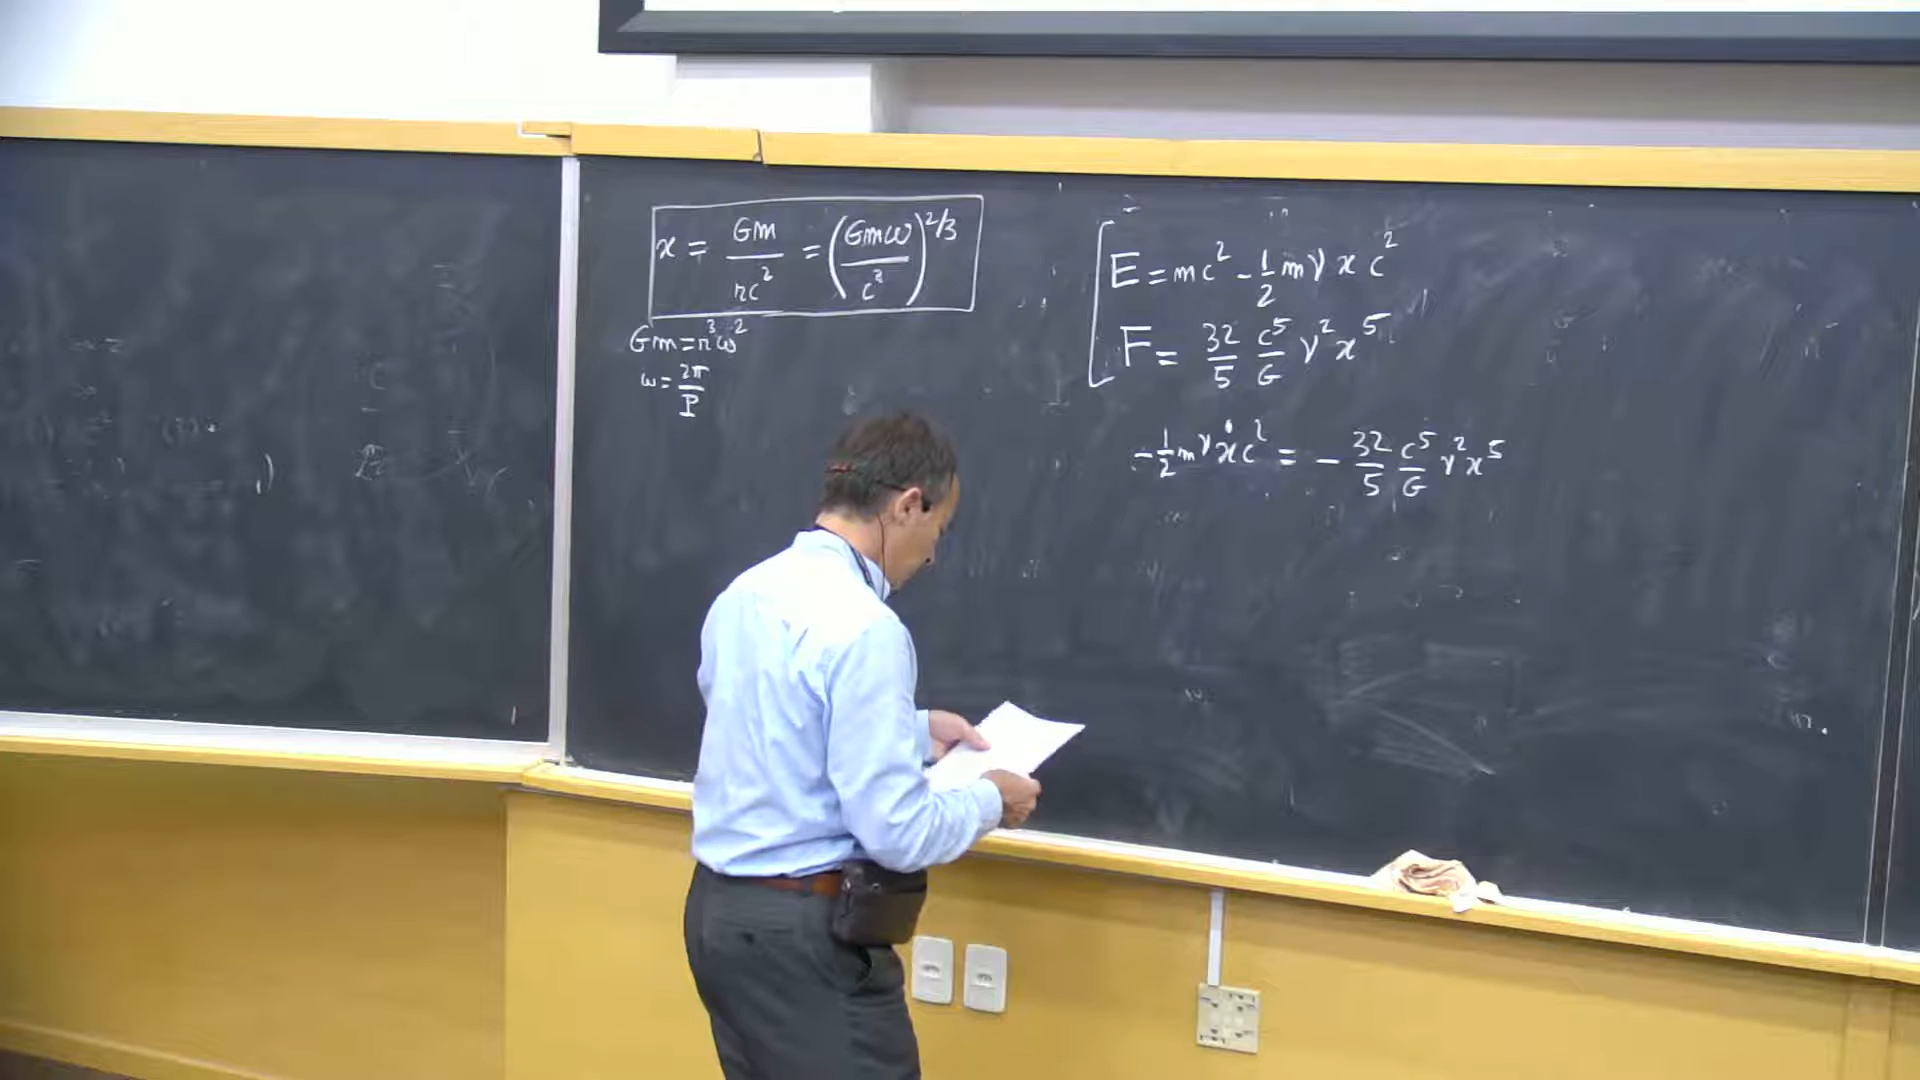 x = Gm / rc² = (Gmω / c³)^2/3
Gm = r³ω²
ω = 2π / P
E = mc² - 1/2 mν x c²
F = 32/5 c⁵/G ν² x⁵
-1/2 mν ẋ c² = - 32/5 c⁵/G ν² x⁵